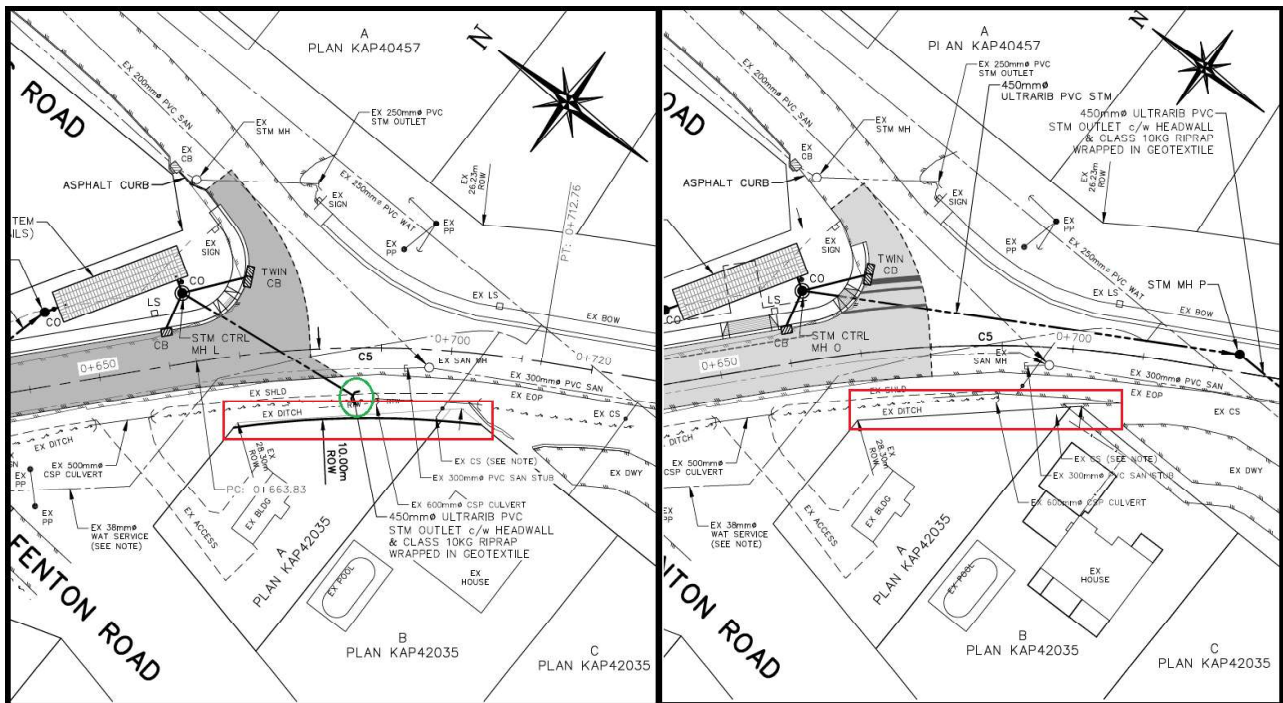 A
PLAN KAP40457
N
ROAD
EX 200mmø PVC SAN
EX 250mmø PVC
STM OUTLET
EX
STM MH
EX
CB
ASPHALT CURB
EX
SIGN
EX 250mmø PVC WAT
EX
26.23m
ROW
EX
PP
EX
PP
PT: 0+712.76
TEM
ILS)
EX
SIGN
CO
TWIN
CB
LS
CO
CB
STM CTRL
MH L
EX LS
EX BOW
0+650
C5
0+700
0+720
EX SAN MH
EX 300mmø PVC SAN
EX EOP
EX SHLD
EX DITCH
EX CS
EX DITCH
EX
28.30m
ROW
10.00m
ROW
EX CS (SEE NOTE)
EX DWY
EX 500mmø
CSP CULVERT
EX 300mmø PVC SAN STUB
PC: 0+663.83
EX
PP
EX
PP
EX ACCESS
EX BLDG
EX 600mmø CSP CULVERT
450mmø ULTRARIB PVC
STM OUTLET c/w HEADWALL
& CLASS 10KG RIPRAP
WRAPPED IN GEOTEXTILE
EX 38mmø
WAT SERVICE
(SEE NOTE)
A
PLAN KAP42035
EX POOL
EX
HOUSE
FENTON ROAD
B
PLAN KAP42035
C
PLAN KAP42035
A
PLAN KAP40457
N
OAD
EX 200mmø PVC SAN
EX 250mmø PVC
STM OUTLET
450mmø
ULTRARIB PVC STM
450mmø ULTRARIB PVC
STM OUTLET c/w HEADWALL
& CLASS 10KG RIPRAP
WRAPPED IN GEOTEXTILE
EX
STM MH
EX
CB
ASPHALT CURB
EX
SIGN
EX 250mmø PVC WAT
EX
26.23m
ROW
EX
PP
EX
PP
EX
SIGN
CO
TWIN
LS
CO
CB
STM CTRL
MH O
STM MH P
EX LS
EX BOW
0+650
C5
0+700
0+720
EX
SAN MH
EX 300mmø PVC SAN
EX EOP
EX SHLD
EX DITCH
EX CS
EX DITCH
EX
28.30m
ROW
EX CS (SEE NOTE)
EX DWY
EX 500mmø
CSP CULVERT
EX 300mmø PVC SAN STUB
EX
PP
EX
PP
EX ACCESS
EX BLDG
EX 600mmø CSP CULVERT
EX 38mmø
WAT SERVICE
(SEE NOTE)
A
PLAN KAP42035
EX POOL
EX
HOUSE
NTON ROAD
B
PLAN KAP42035
C
PLAN KAP42035